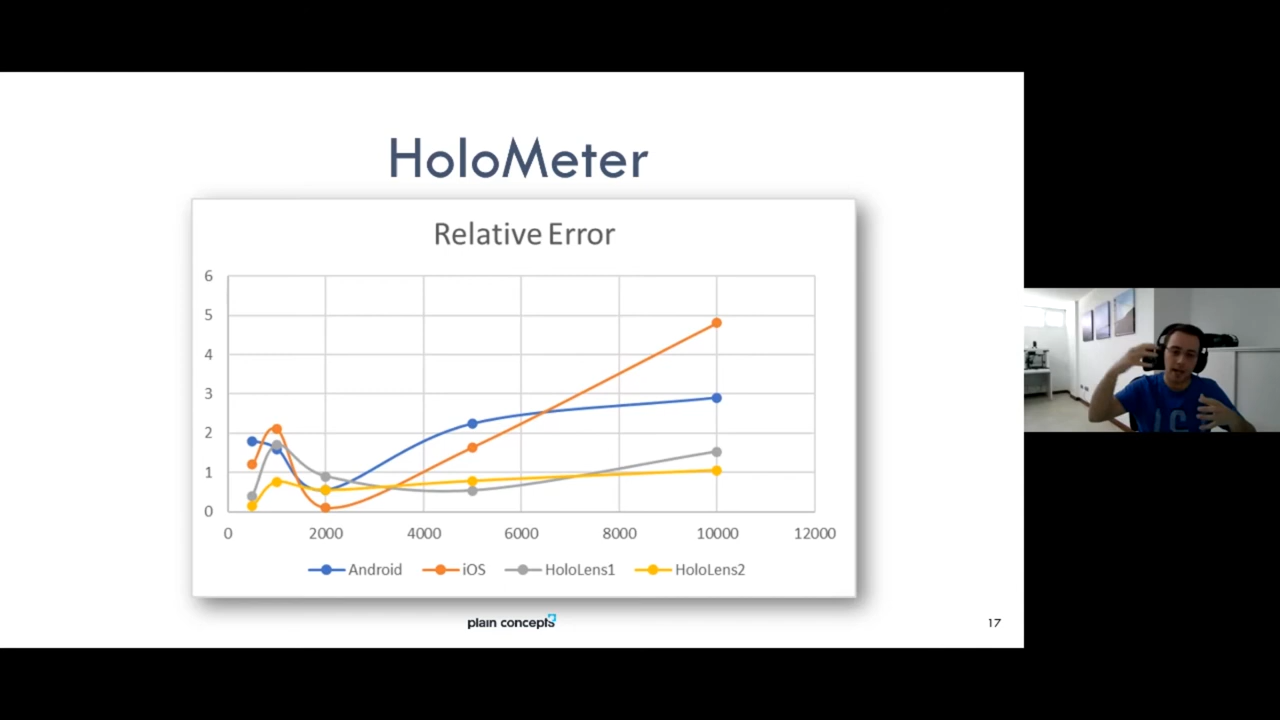 HoloMeter
Relative Error
6
5
4
3
2
1
0
0 2000 4000 6000 8000 10000 12000
Android iOS HoloLens1 HoloLens2
plain concepts
17